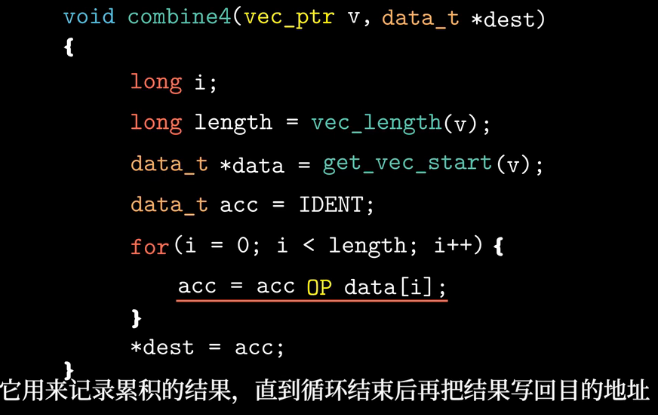 void combine4(vec_ptr v, data_t *dest)
{
long i;
long length = vec_length(v);
data_t *data = get_vec_start(v);
data_t acc = IDENT;
for(i = 0; i < length; i++) {
acc = acc OP data[i];
}
*dest = acc;
}
它用来记录累积的结果，直到循环结束后再把结果写回目的地址